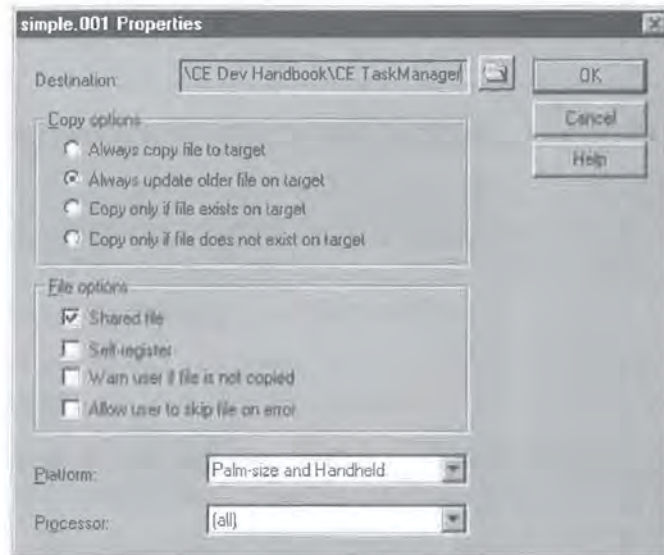 simple.001 Properties
Destination: \CE Dev Handbook\CE TaskManager
OK
Cancel
Help
Copy options
Always copy file to target
Always update older file on target
Copy only if file exists on target
Copy only if file does not exist on target
File options
Shared file
Self-register
Warn user if file is not copied
Allow user to skip file on error
Platform: Palm-size and Handheld
Processor: (all)